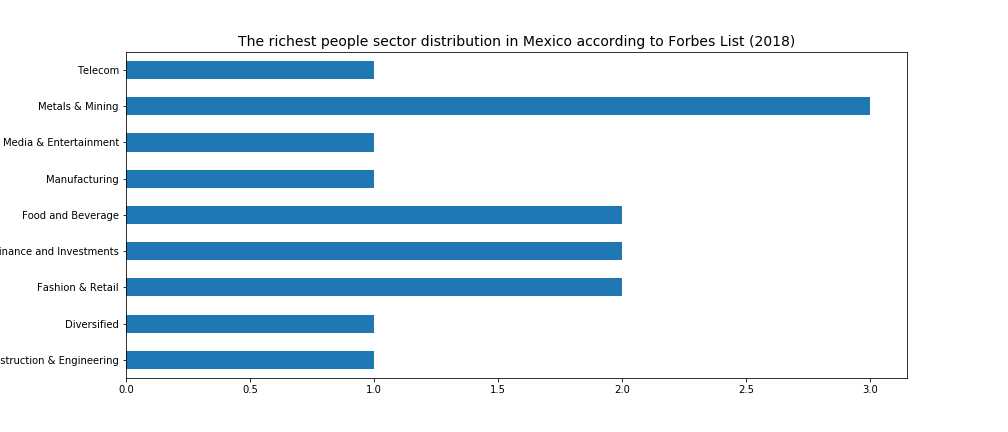 The richest people sector distribution in Mexico according to Forbes List (2018)
Telecom
Metals & Mining
Media & Entertainment
Manufacturing
Food and Beverage
inance and Investments
Fashion & Retail
Diversified
struction & Engineering
0.0 0.5 1.0 1.5 2.0 2.5 3.0